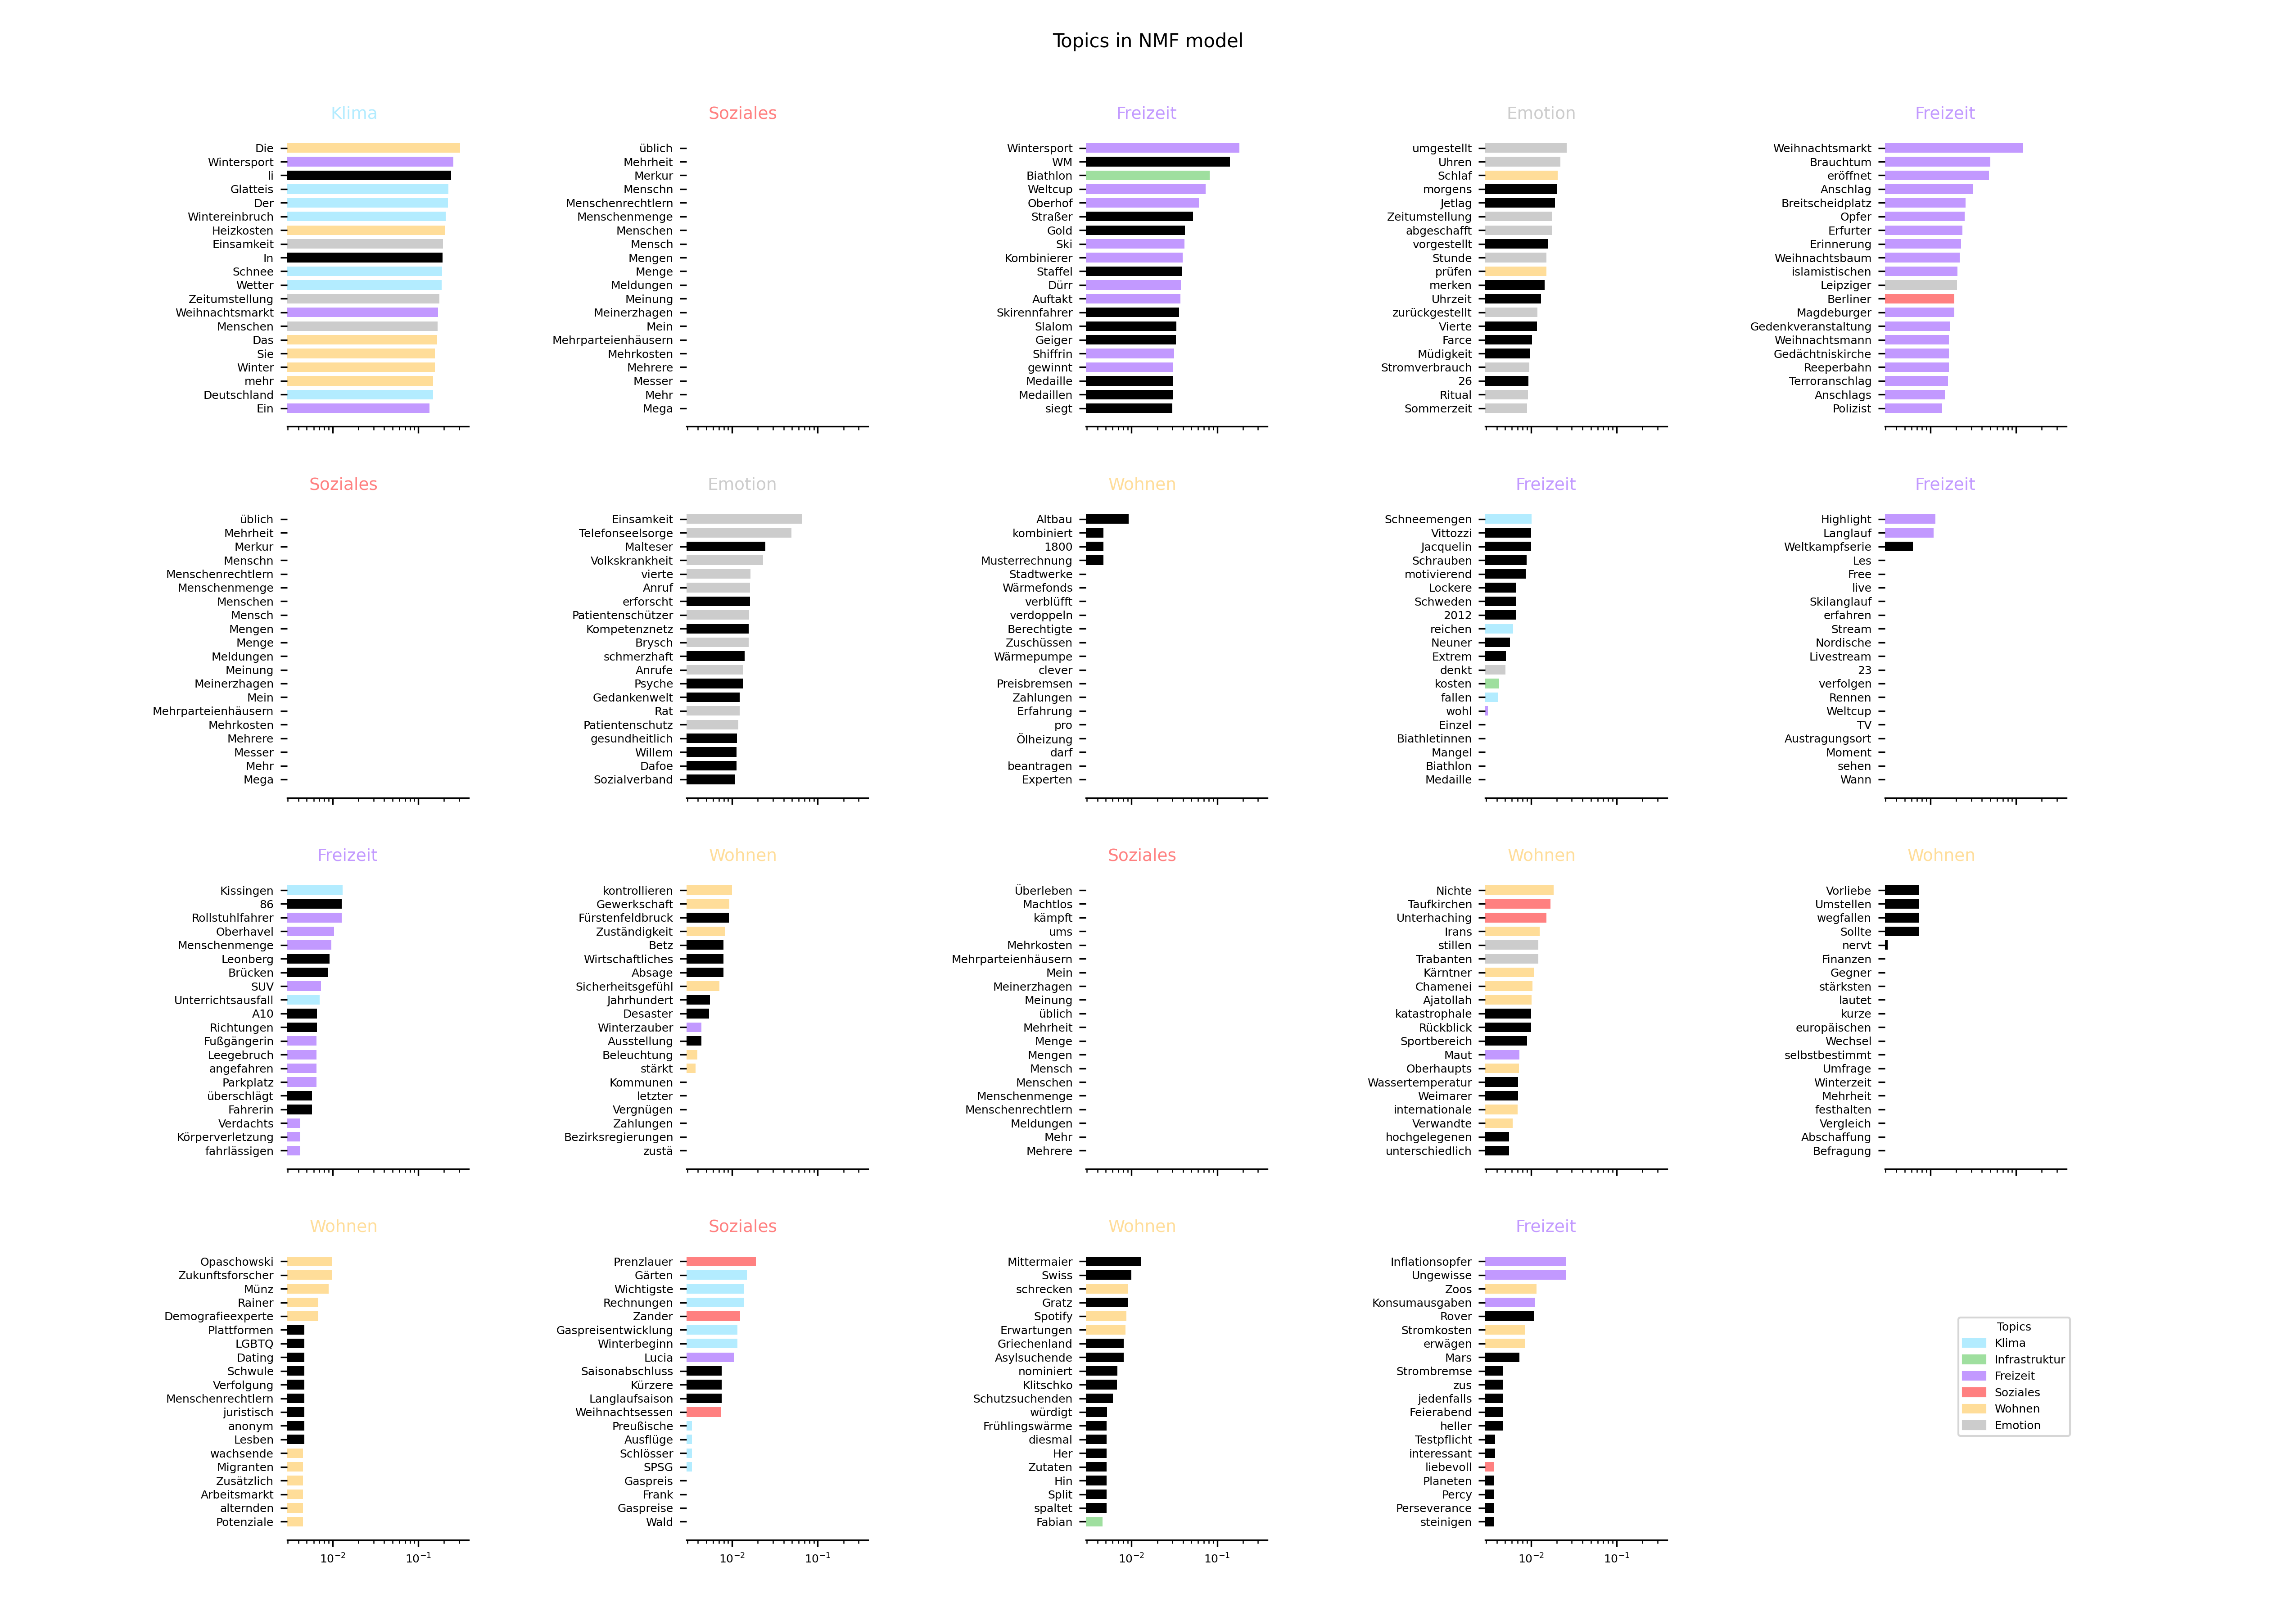 Topics in NMF model
Klima
Die
Wintersport
li
Glatteis
Der
Wintereinbruch
Heizkosten
Einsamkeit
In
Schnee
Wetter
Zeitumstellung
Weihnachtsmarkt
Menschen
Das
Sie
Winter
mehr
Deutschland
Ein
Soziales
üblich
Mehrheit
Merkur
Menschn
Menschenrechtlern
Menschenmenge
Menschen
Mensch
Mengen
Menge
Meldungen
Meinung
Meinerzhagen
Mein
Mehrparteienhäusern
Mehrkosten
Mehrere
Messer
Mehr
Mega
Freizeit
Wintersport
WM
Biathlon
Weltcup
Oberhof
Straßer
Gold
Ski
Kombinierer
Staffel
Dürr
Auftakt
Skirennfahrer
Slalom
Geiger
Shiffrin
gewinnt
Medaille
Medaillen
siegt
Emotion
umgestellt
Uhren
Schlaf
morgens
Jetlag
Zeitumstellung
abgeschafft
vorgestellt
Stunde
prüfen
merken
Uhrzeit
zurückgestellt
Vierte
Farce
Müdigkeit
Stromverbrauch
26
Ritual
Sommerzeit
Freizeit
Weihnachtsmarkt
Brauchtum
eröffnet
Anschlag
Breitscheidplatz
Opfer
Erfurter
Erinnerung
Weihnachtsbaum
islamistischen
Leipziger
Berliner
Magdeburger
Gedenkveranstaltung
Weihnachtsmann
Gedächtniskirche
Reeperbahn
Terroranschlag
Anschlags
Polizist
Soziales
üblich
Mehrheit
Merkur
Menschn
Menschenrechtlern
Menschenmenge
Menschen
Mensch
Mengen
Menge
Meldungen
Meinung
Meinerzhagen
Mein
Mehrparteienhäusern
Mehrkosten
Mehrere
Messer
Mehr
Mega
Emotion
Einsamkeit
Telefonseelsorge
Malteser
Volkskrankheit
vierte
Anruf
erforscht
Patientenschützer
Kompetenznetz
Brysch
schmerzhaft
Anrufe
Psyche
Gedankenwelt
Rat
Patientenschutz
gesundheitlich
Willem
Dafoe
Sozialverband
Wohnen
Altbau
kombiniert
1800
Musterrechnung
Stadtwerke
Wärmefonds
verblüfft
verdoppeln
Berechtigte
Zuschüssen
Wärmepumpe
clever
Preisbremsen
Zahlungen
Erfahrung
pro
Ölheizung
darf
beantragen
Experten
Freizeit
Schneemengen
Vittozzi
Jacquelin
Schrauben
motivierend
Lockere
Schweden
2012
reichen
Neuner
Extrem
denkt
kosten
fallen
wohl
Einzel
Biathletinnen
Mangel
Biathlon
Medaille
Freizeit
Highlight
Langlauf
Weltkampfserie
Les
Free
live
Skilanglauf
erfahren
Stream
Nordische
Livestream
23
verfolgen
Rennen
Weltcup
TV
Austragungsort
Moment
sehen
Wann
Freizeit
Kissingen
86
Rollstuhlfahrer
Oberhavel
Menschenmenge
Leonberg
Brücken
SUV
Unterrichtsausfall
A10
Richtungen
Fußgängerin
Leegebruch
angefahren
Parkplatz
überschlägt
Fahrerin
Verdachts
Körperverletzung
fahrlässigen
Wohnen
kontrollieren
Gewerkschaft
Fürstenfeldbruck
Zuständigkeit
Betz
Wirtschaftliches
Absage
Sicherheitsgefühl
Jahrhundert
Desaster
Winterzauber
Ausstellung
Beleuchtung
stärkt
Kommunen
letzter
Vergnügen
Zahlungen
Bezirksregierungen
zustä
Soziales
Überleben
Machtlos
kämpft
ums
Mehrkosten
Mehrparteienhäusern
Mein
Meinerzhagen
Meinung
üblich
Mehrheit
Menge
Mengen
Mensch
Menschen
Menschenmenge
Menschenrechtlern
Meldungen
Mehr
Mehrere
Wohnen
Nichte
Taufkirchen
Unterhaching
Irans
stillen
Trabanten
Kärntner
Chamenei
Ajatollah
katastrophale
Rückblick
Sportbereich
Maut
Oberhaupts
Wassertemperatur
Weimarer
internationale
Verwandte
hochgelegenen
unterschiedlich
Wohnen
Vorliebe
Umstellen
wegfallen
Sollte
nervt
Finanzen
Gegner
stärksten
lautet
kurze
europäischen
Wechsel
selbstbestimmt
Umfrage
Winterzeit
Mehrheit
festhalten
Vergleich
Abschaffung
Befragung
Wohnen
Opaschowski
Zukunftsforscher
Münz
Rainer
Demografieexperte
Plattformen
LGBTQ
Dating
Schwule
Verfolgung
Menschenrechtlern
juristisch
anonym
Lesben
wachsende
Migranten
Zusätzlich
Arbeitsmarkt
alternden
Potenziale
10⁻²
10⁻¹
Soziales
Prenzlauer
Gärten
Wichtigste
Rechnungen
Zander
Gaspreisentwicklung
Winterbeginn
Lucia
Saisonabschluss
Kürzere
Langlaufsaison
Weihnachtsessen
Preußische
Ausflüge
Schlösser
SPSG
Gaspreis
Frank
Gaspreise
Wald
10⁻²
10⁻¹
Wohnen
Mittermaier
Swiss
schrecken
Gratz
Spotify
Erwartungen
Griechenland
Asylsuchende
nominiert
Klitschko
Schutzsuchenden
würdigt
Frühlingswärme
diesmal
Her
Zutaten
Hin
Split
spaltet
Fabian
10⁻²
10⁻¹
Freizeit
Inflationsopfer
Ungewisse
Zoos
Konsumausgaben
Rover
Stromkosten
erwägen
Mars
Strombremse
zus
jedenfalls
Feierabend
heller
Testpflicht
interessant
liebevoll
Planeten
Percy
Perseverance
steinigen
10⁻²
10⁻¹
Topics
Klima
Infrastruktur
Freizeit
Soziales
Wohnen
Emotion